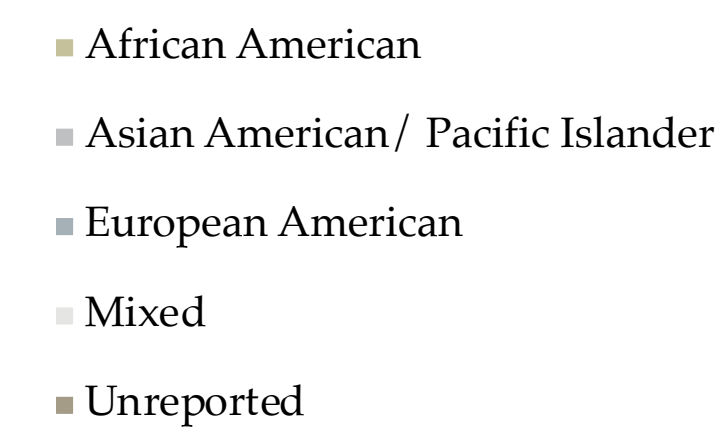 African American
Asian American/ Pacific Islander
European American
Mixed
Unreported